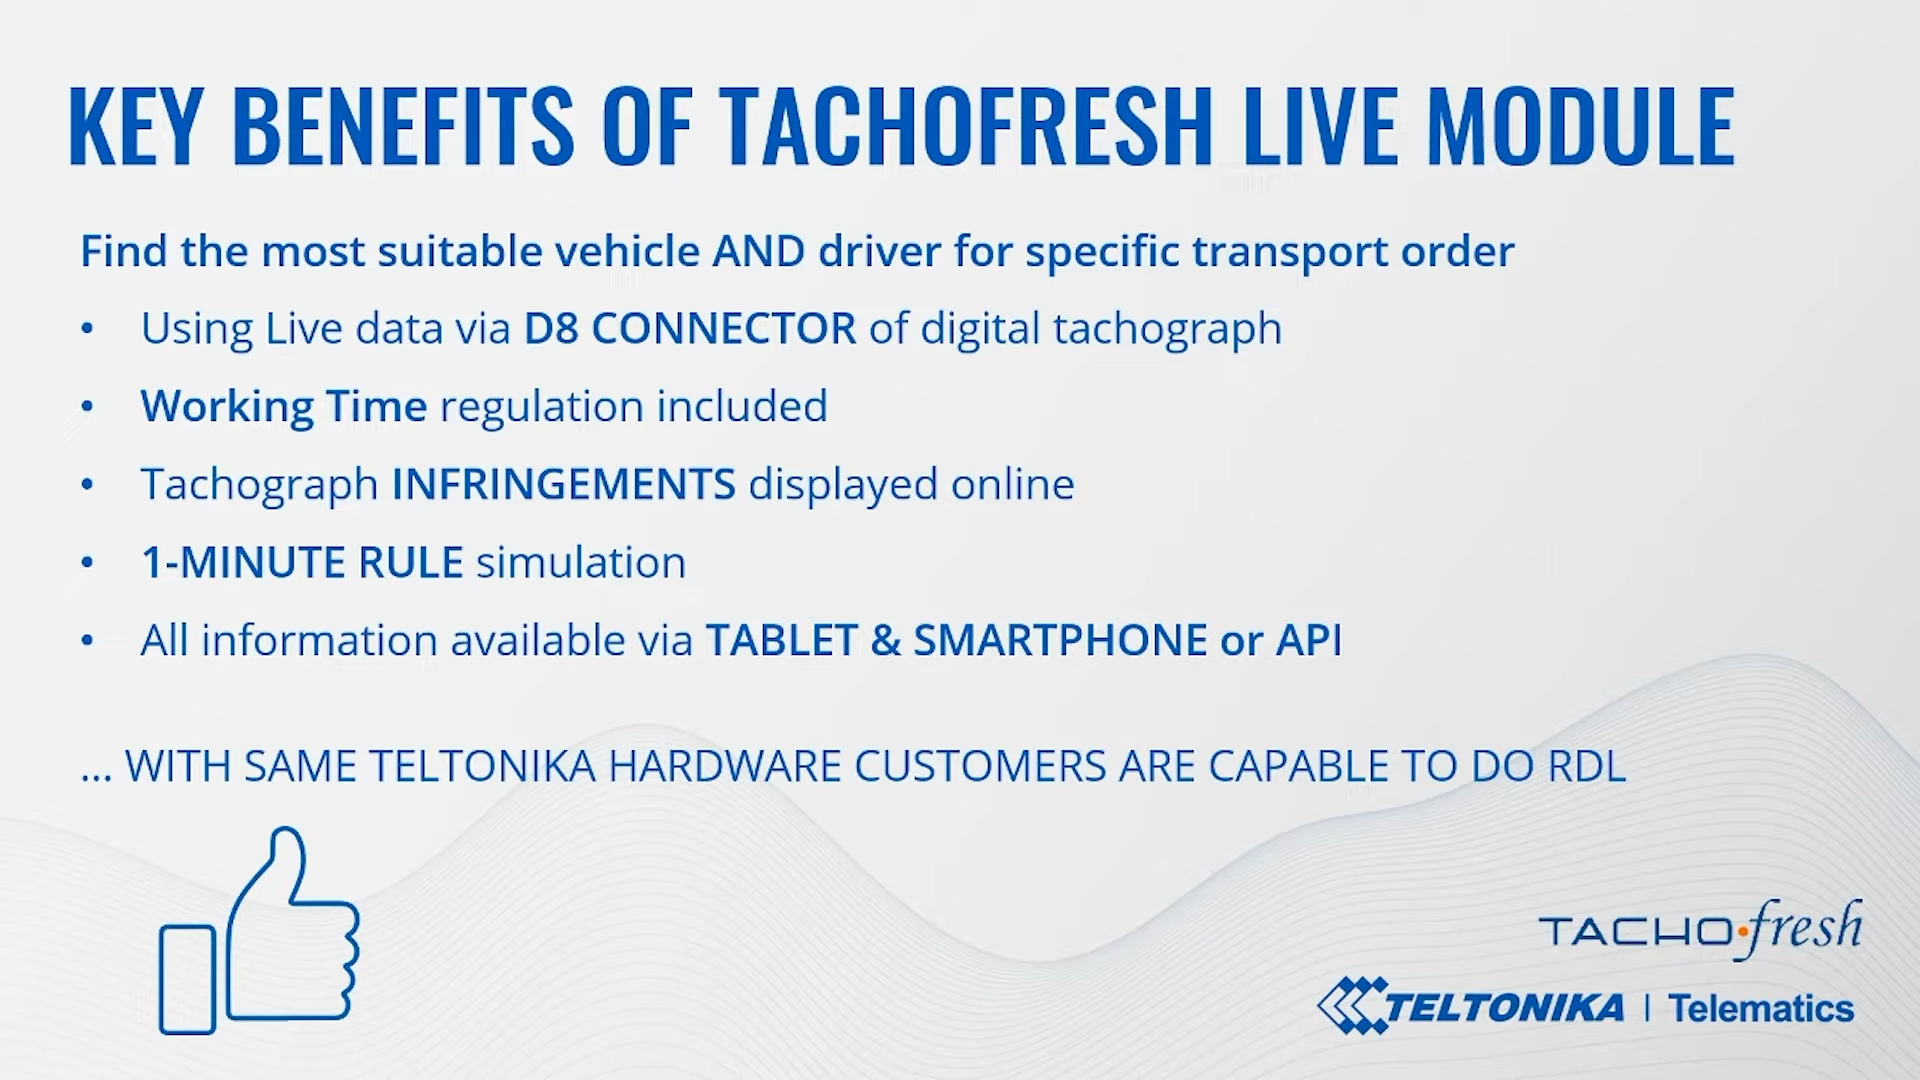 KEY BENEFITS OF TACHOFRESH LIVE MODULE
Find the most suitable vehicle AND driver for specific transport order
• Using Live data via D8 CONNECTOR of digital tachograph
• Working Time regulation included
• Tachograph INFRINGEMENTS displayed online
• 1-MINUTE RULE simulation
• All information available via TABLET & SMARTPHONE or API
... WITH SAME TELTONIKA HARDWARE CUSTOMERS ARE CAPABLE TO DO RDL
TACHO•fresh
TELTONIKA | Telematics